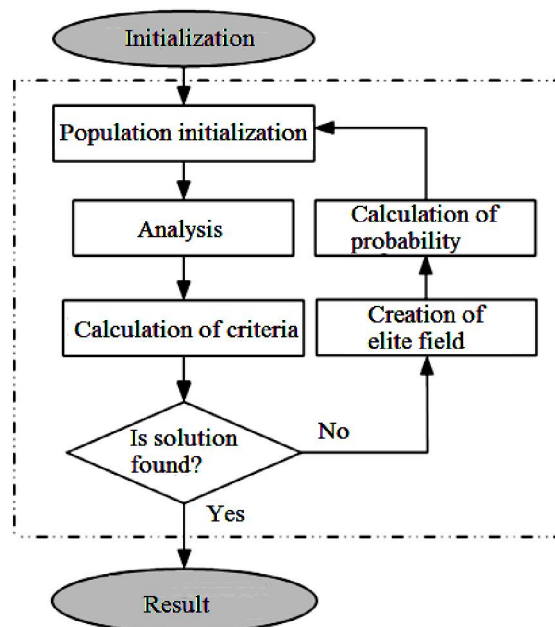 Initialization
Population initialization
Analysis
Calculation of
probability
Calculation of criteria
Creation of
elite field
Is solution
found?
No
Yes
Result